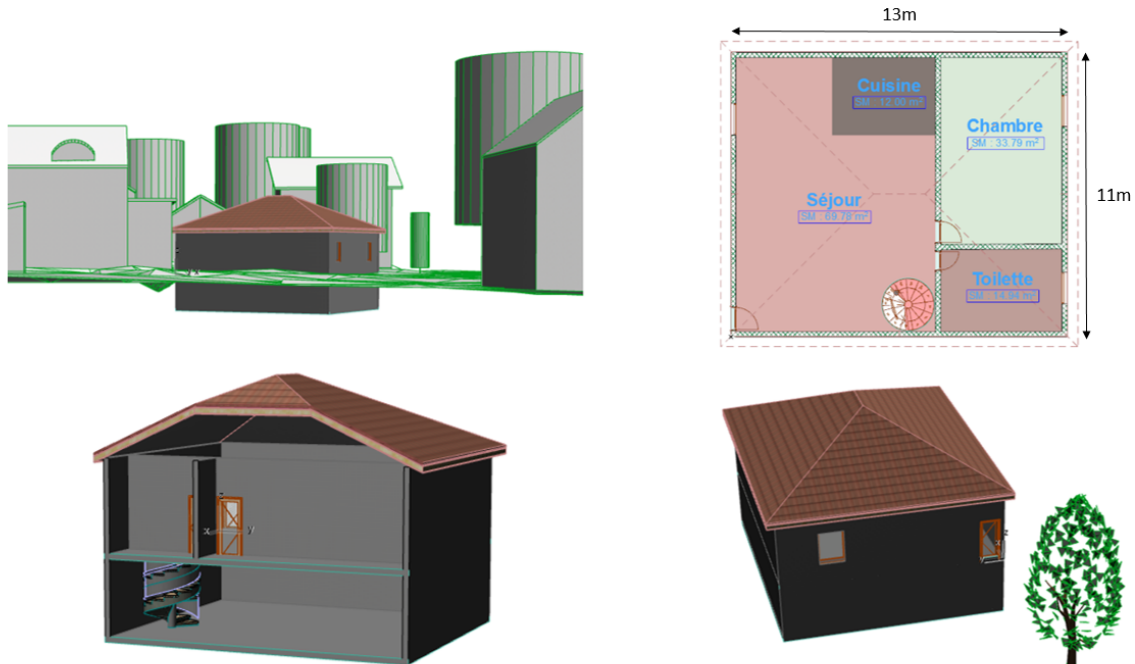 13m
Cuisine
SM : 12.00 m²
Chambre
SM : 33.79 m²
Séjour
SM : 69.78 m²
11m
Toilette
SM : 14.94 m²
x
y
z